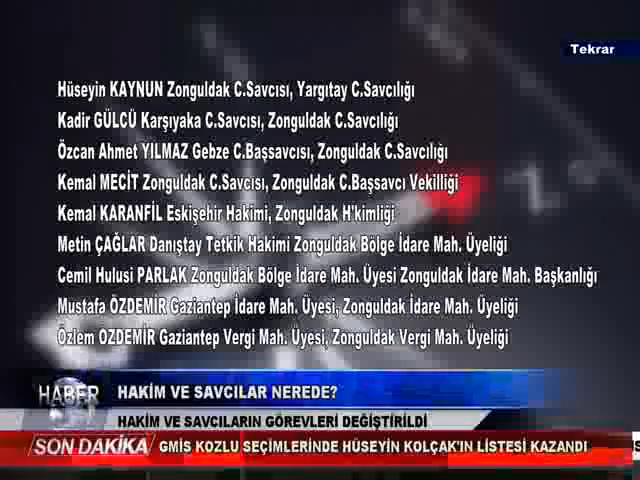 Tekrar
Hüseyin KAYNUN Zonguldak C.Savcısı, Yargıtay C.Savcılığı
Kadir GÜLCÜ Karşıyaka C.Savcısı, Zonguldak C.Savcılığı
Özcan Ahmet YILMAZ Gebze C.Başsavcısı, Zonguldak C.Savcılığı
Kemal MECİT Zonguldak C.Savcısı, Zonguldak C.Başsavcı Vekilliği
Kemal KARANFİL Eskişehir Hakimi, Zonguldak H'kimliği
Metin ÇAĞLAR Danıştay Tetkik Hakimi Zonguldak Bölge İdare Mah. Üyeliği
Cemil Hulusi PARLAK Zonguldak Bölge İdare Mah. Üyesi Zonguldak İdare Mah. Başkanlığı
Mustafa ÖZDEMİR Gaziantep İdare Mah. Üyesi, Zonguldak İdare Mah. Üyeliği
Özlem OZDEMİR Gaziantep Vergi Mah. Üyesi, Zonguldak Vergi Mah. Üyeliği
HABER HAKİM VE SAVCILAR NEREDE?
HAKİM VE SAVCILARIN GÖREVLERİ DEĞİŞTİRİLDİ
SON DAKİKA GMİS KOZLU SEÇİMLERİNDE HÜSEYİN KOLÇAK'IN LİSTESİ KAZANDI